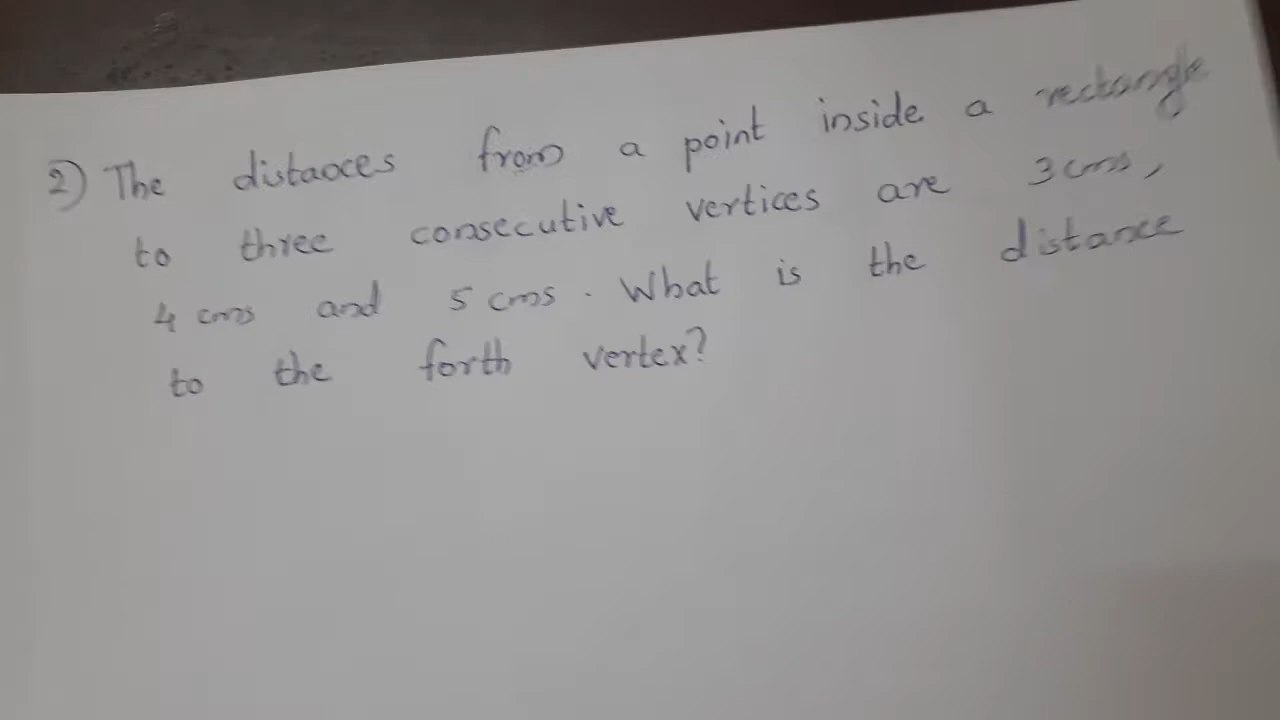 2) The distances from a point inside a rectangle
to three consecutive vertices are 3 cms,
4 cms and 5 cms. What is the distance
to the forth vertex?